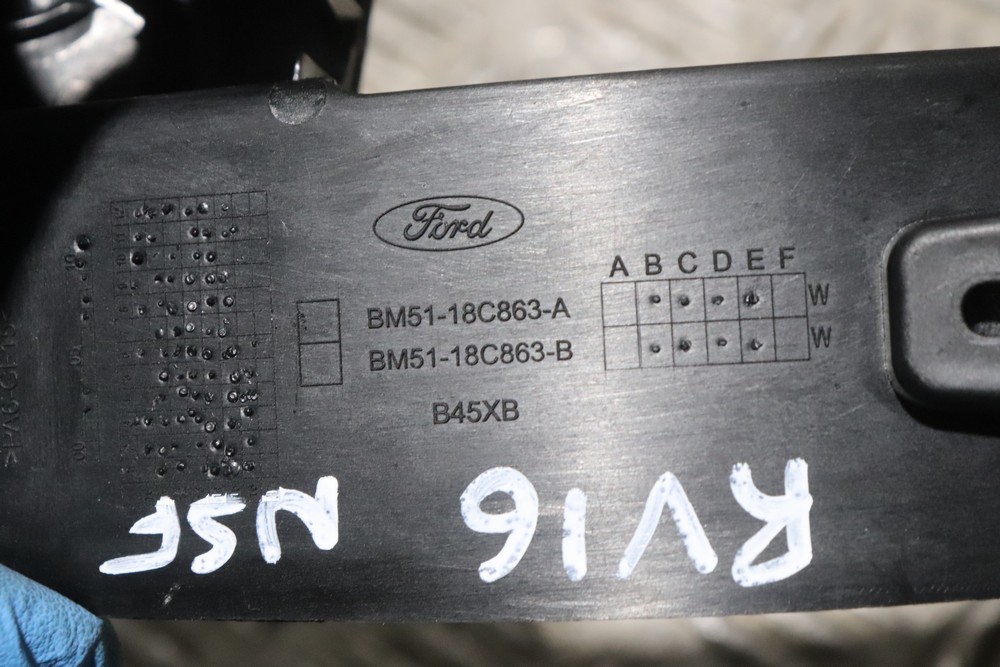 Ford
A B C D E F
BM51-18C863-A W
BM51-18C863-B W
B45XB
RV16 NSF